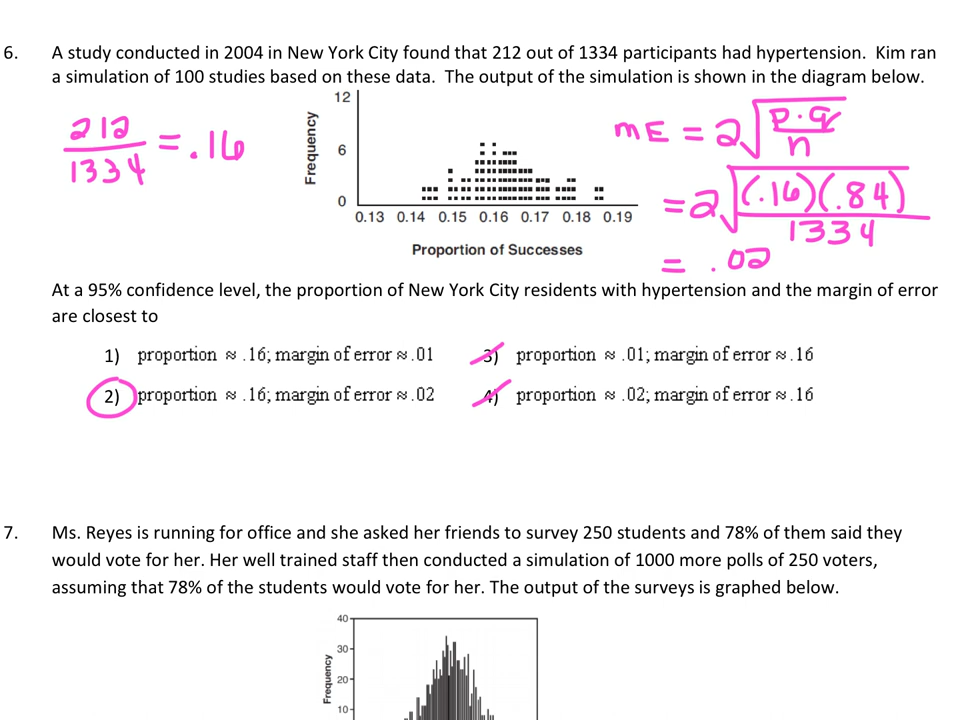 6. A study conducted in 2004 in New York City found that 212 out of 1334 participants had hypertension. Kim ran
a simulation of 100 studies based on these data. The output of the simulation is shown in the diagram below.
212/1334 = .16
12
6
0
Frequency
0.13 0.14 0.15 0.16 0.17 0.18 0.19
Proportion of Successes
mE = 2√(p·q/n)
= 2√((.16)(.84)/1334)
= .02
At a 95% confidence level, the proportion of New York City residents with hypertension and the margin of error
are closest to
1) proportion ≈ .16; margin of error ≈ .01
3) proportion ≈ .01; margin of error ≈ .16
2) proportion ≈ .16; margin of error ≈ .02
4) proportion ≈ .02; margin of error ≈ .16
7. Ms. Reyes is running for office and she asked her friends to survey 250 students and 78% of them said they
would vote for her. Her well trained staff then conducted a simulation of 1000 more polls of 250 voters,
assuming that 78% of the students would vote for her. The output of the surveys is graphed below.
40
30
20
10
Frequency